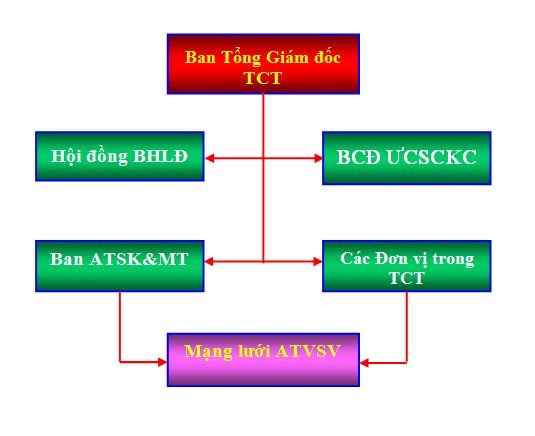 Ban Tổng Giám đốc
TCT
Hội đồng BHLĐ
BCĐ ƯCSCKC
Ban ATSK&MT
Các Đơn vị trong
TCT
Mạng lưới ATVSV